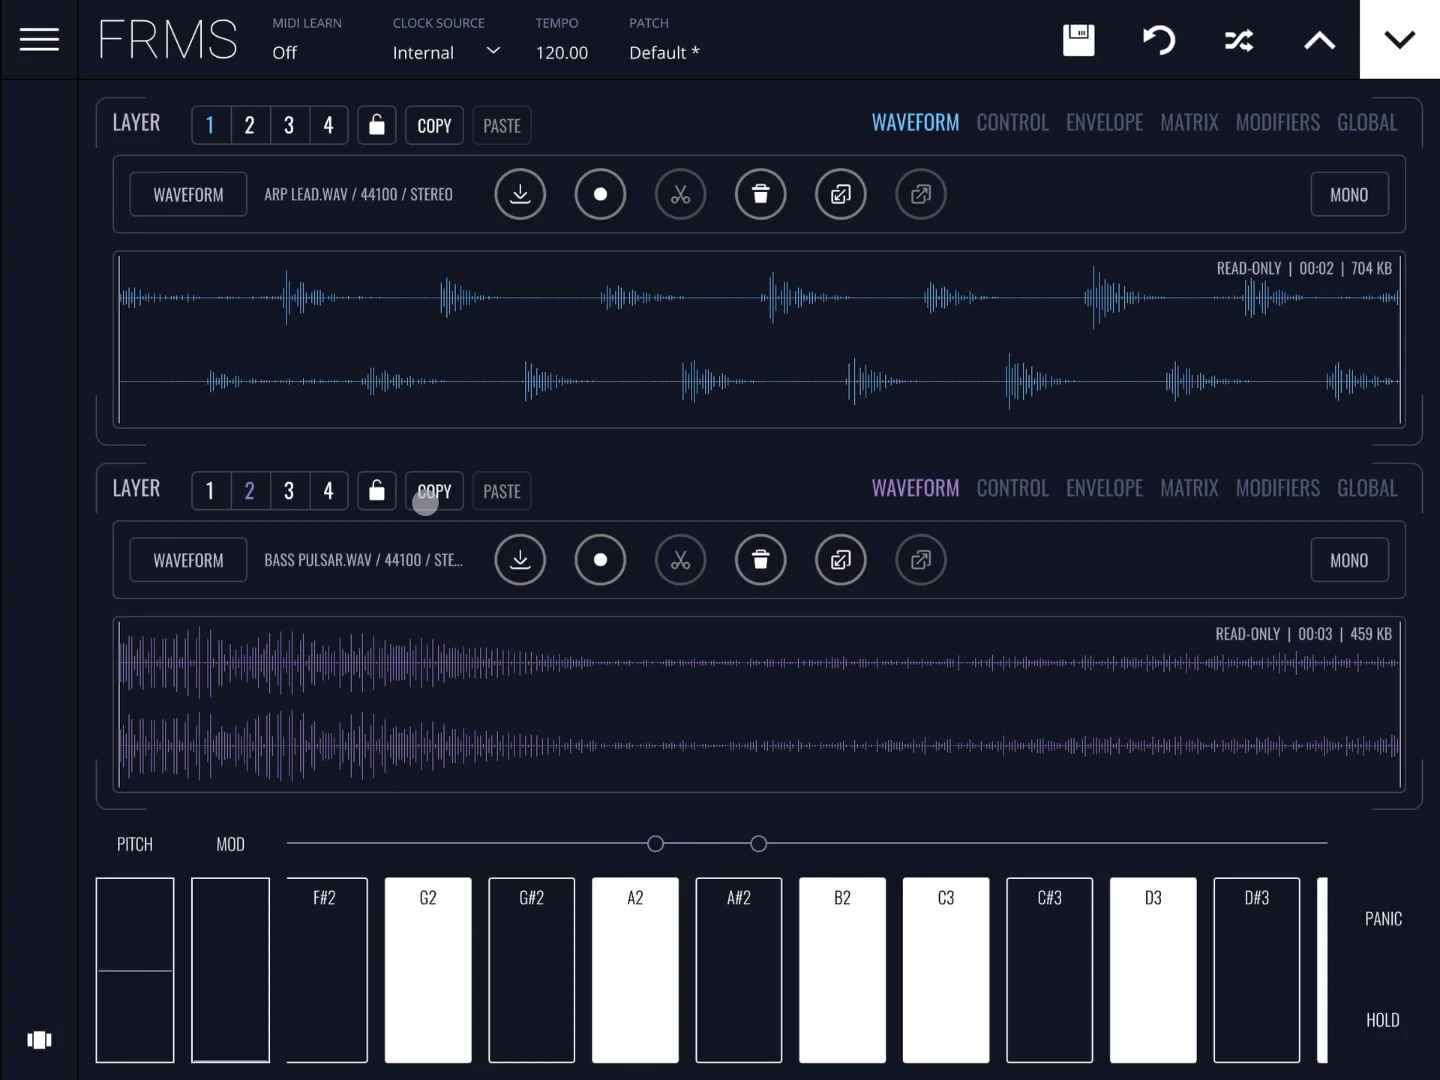 FRMS
MIDI LEARN
Off
CLOCK SOURCE
Internal
TEMPO
120.00
PATCH
Default *
LAYER 1 2 3 4 COPY PASTE WAVEFORM CONTROL ENVELOPE MATRIX MODIFIERS GLOBAL
WAVEFORM ARP LEAD.WAV / 44100 / STEREO MONO
READ-ONLY | 00:02 | 704 KB
LAYER 1 2 3 4 COPY PASTE WAVEFORM CONTROL ENVELOPE MATRIX MODIFIERS GLOBAL
WAVEFORM BASS PULSAR.WAV / 44100 / STE... MONO
READ-ONLY | 00:03 | 459 KB
PITCH MOD
F#2 G2 G#2 A2 A#2 B2 C3 C#3 D3 D#3
PANIC
HOLD